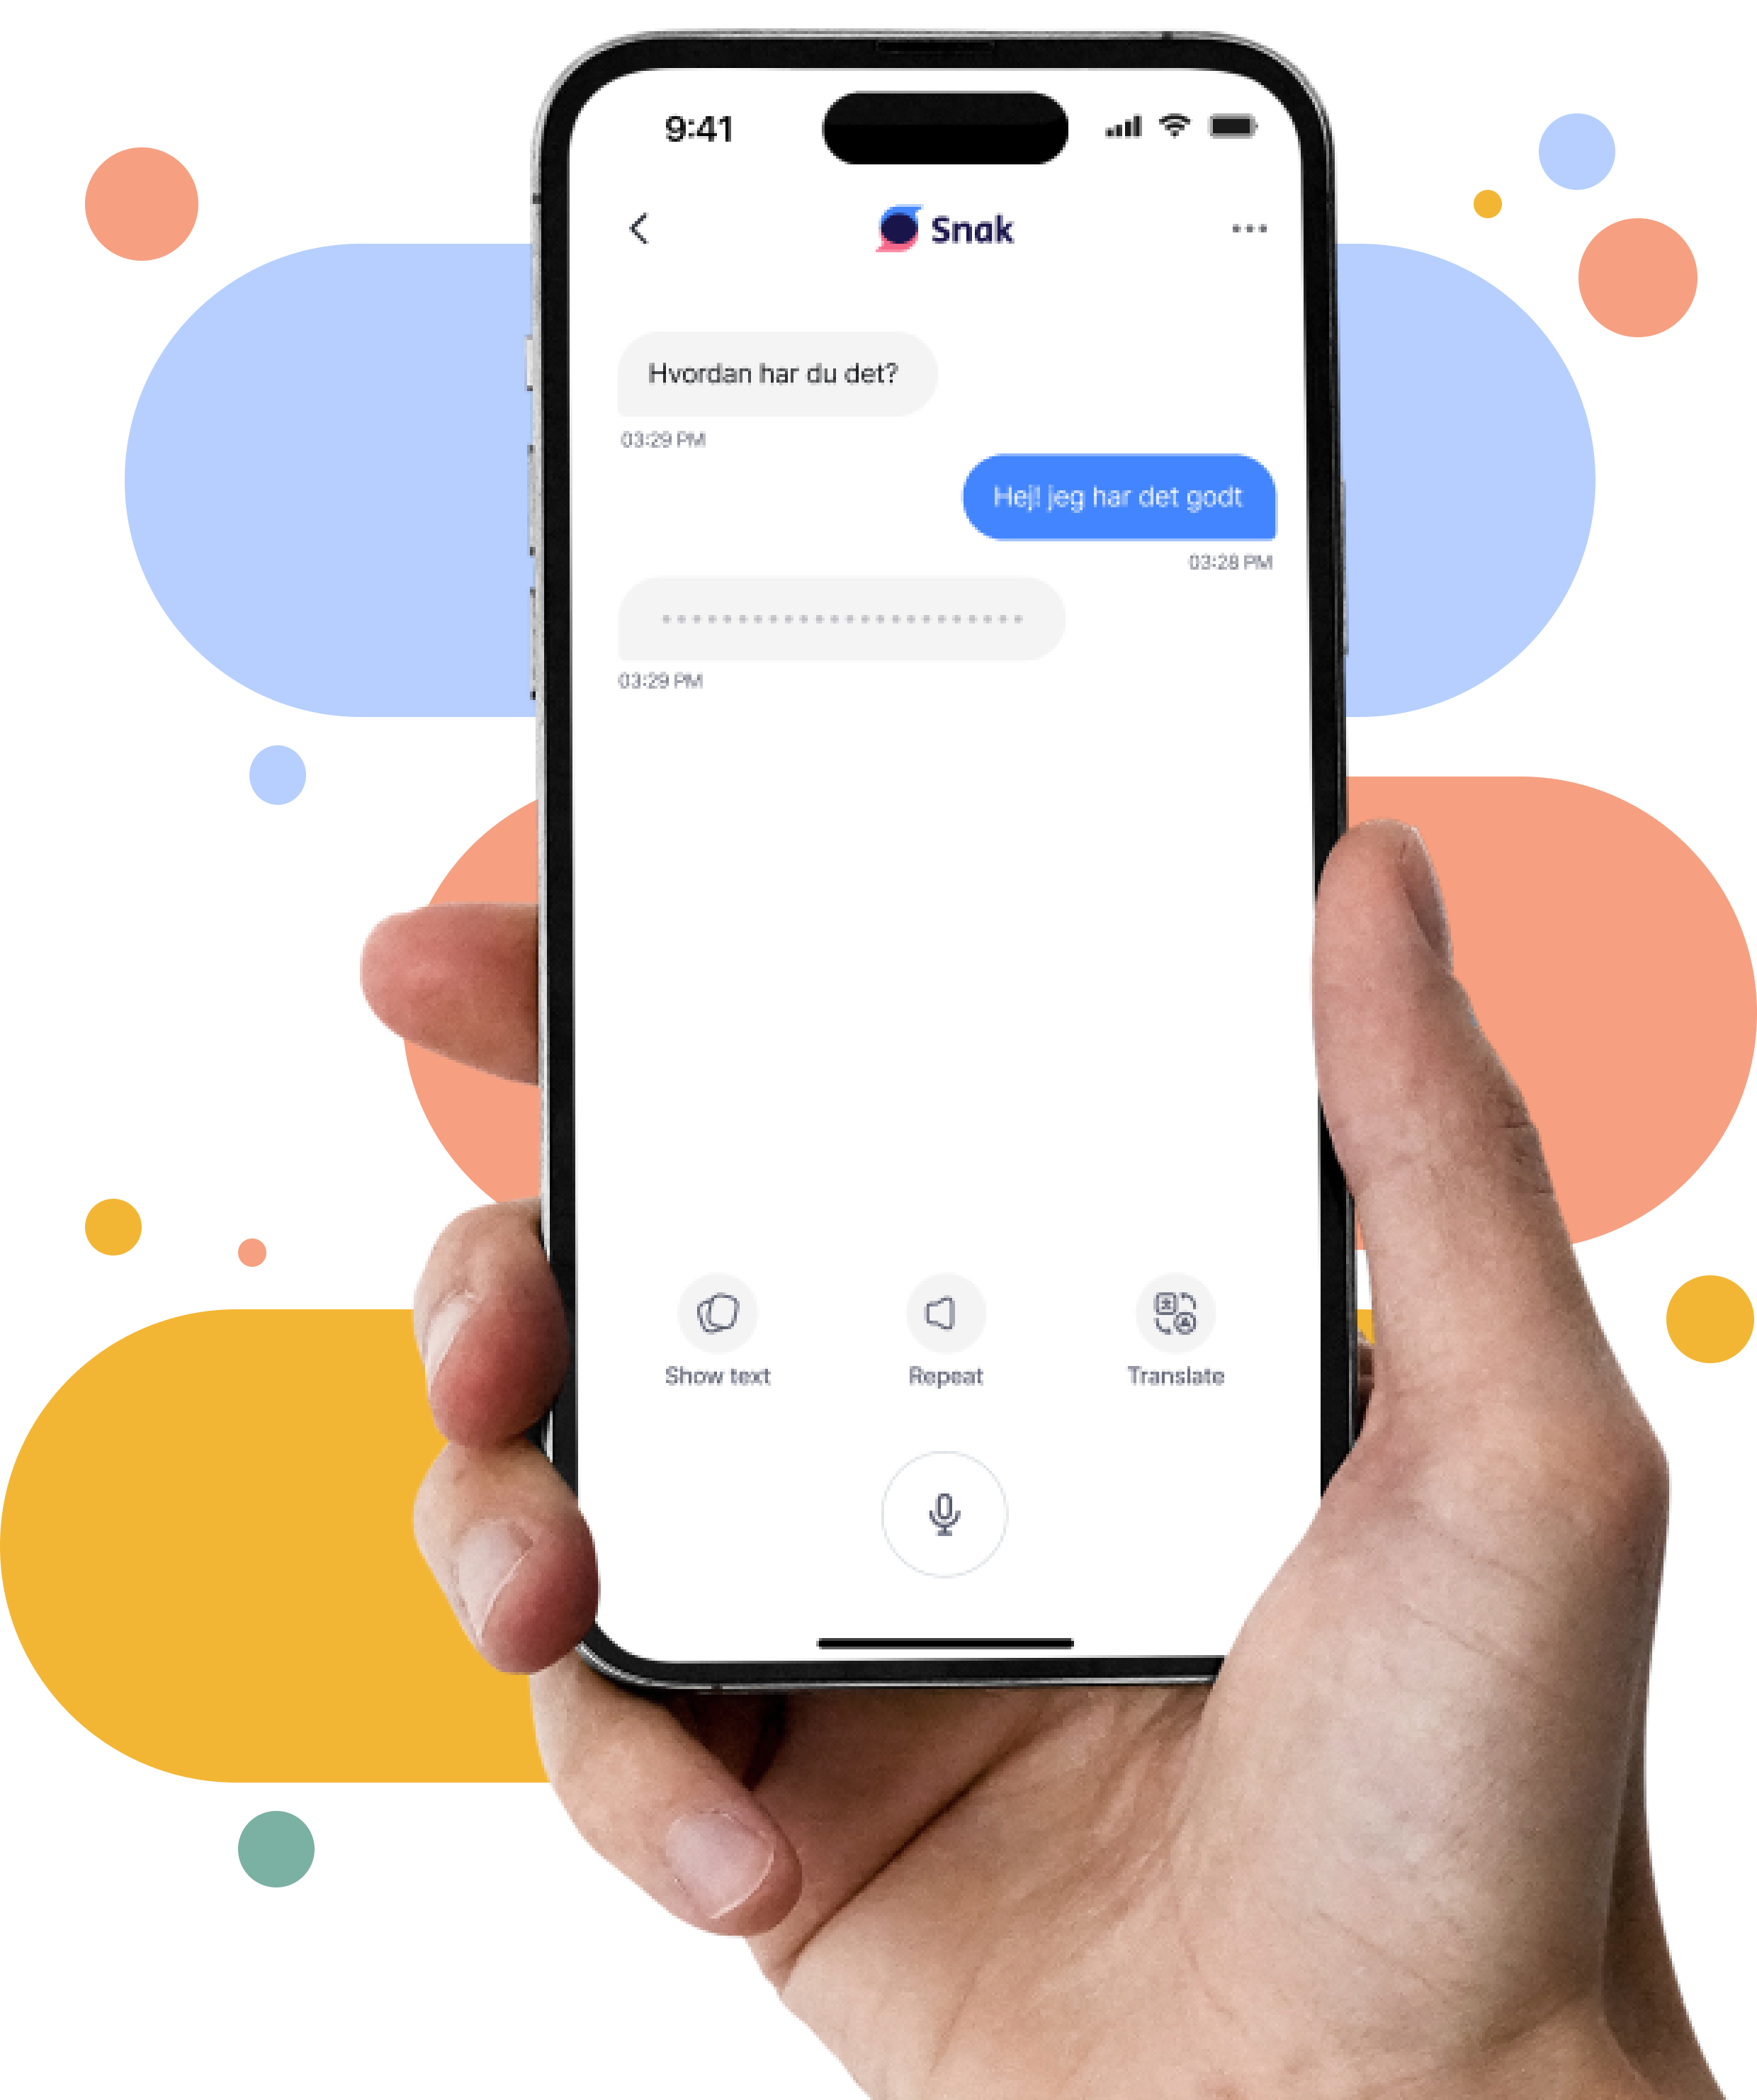 9:41
Snak
Hvordan har du det?
03:29 PM
Hej! jeg har det godt
03:28 PM
03:29 PM
Show text
Repeat
Translate